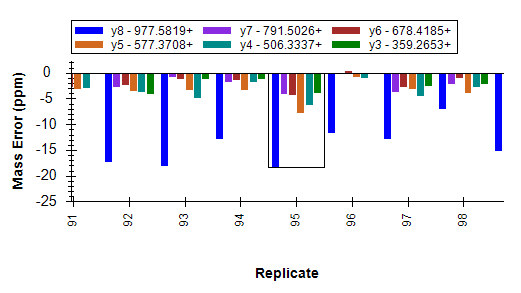 y8 - 977.5819+ y7 - 791.5026+ y6 - 678.4185+
y5 - 577.3708+ y4 - 506.3337+ y3 - 359.2653+
Mass Error (ppm)
0
-5
-10
-15
-20
-25
91 92 93 94 95 96 97 98
Replicate